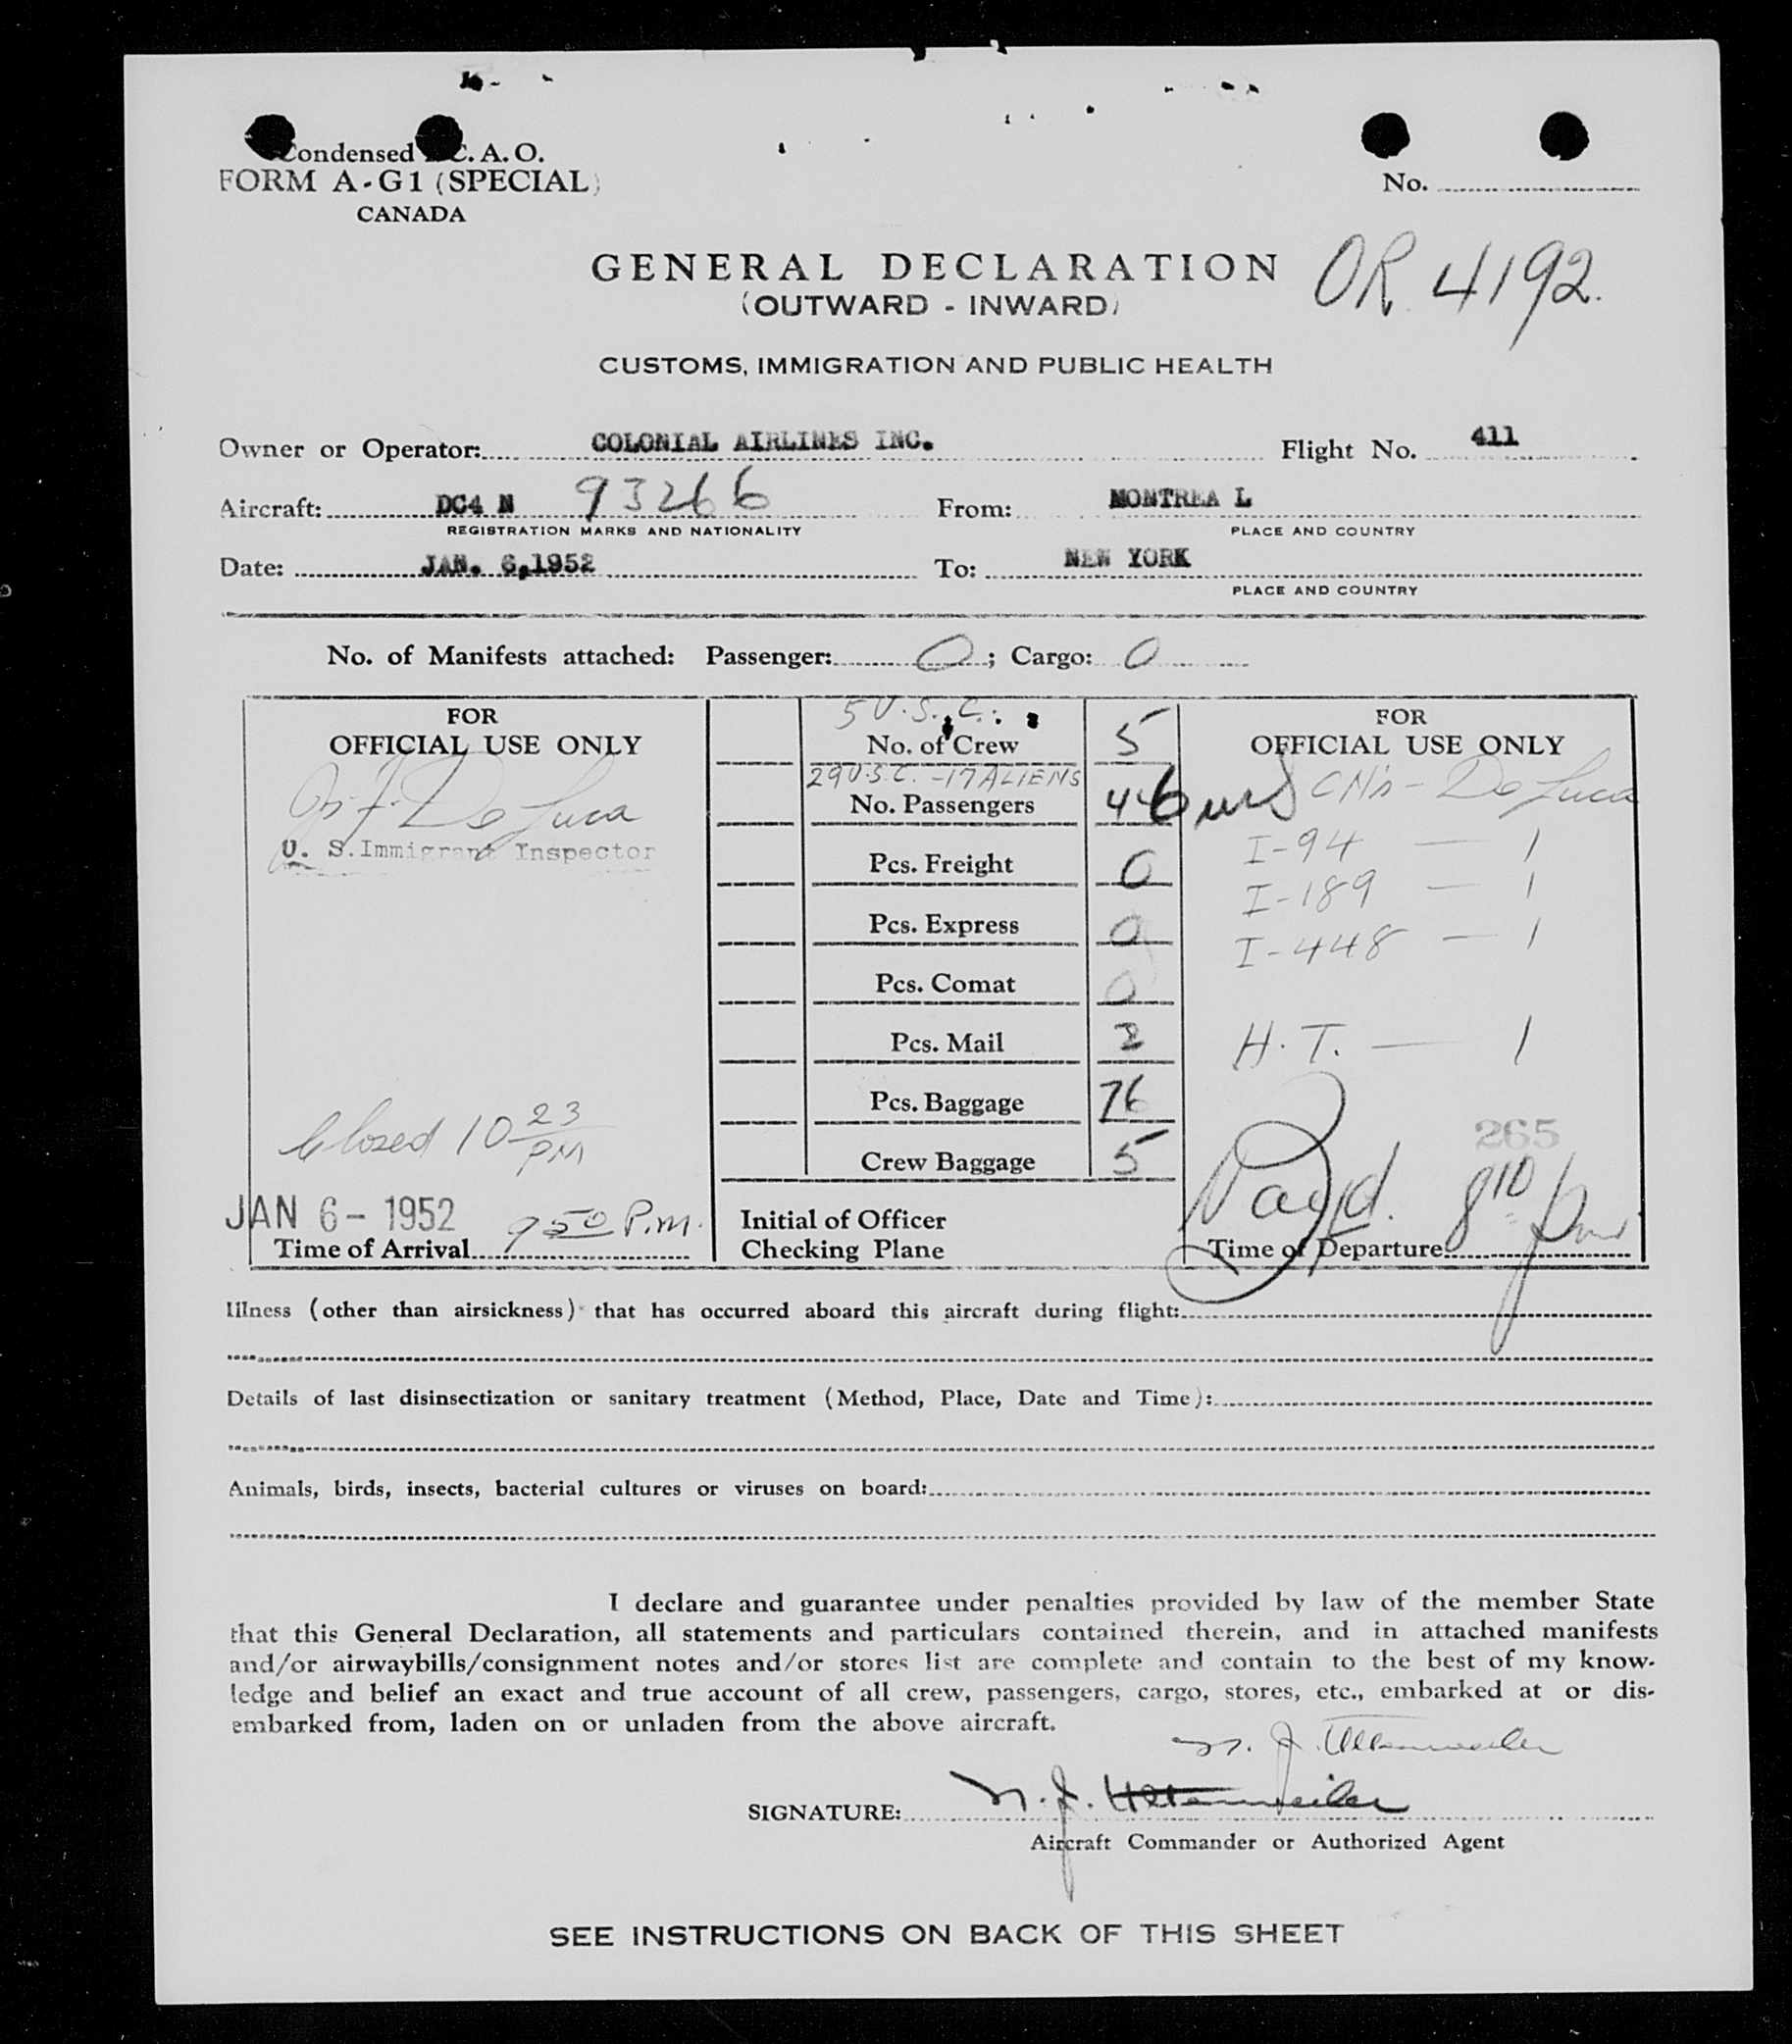 Condensed C. A. O.
FORM A-G1 (SPECIAL)
CANADA
No.
OR 4192.
GENERAL DECLARATION
(OUTWARD - INWARD)
CUSTOMS, IMMIGRATION AND PUBLIC HEALTH
Owner or Operator: COLONIAL AIRLINES INC. Flight No. 411
Aircraft: DC4 N 93266 From: MONTREA L
REGISTRATION MARKS AND NATIONALITY PLACE AND COUNTRY
Date: JAN. 6,1952 To: NEW YORK
PLACE AND COUNTRY
No. of Manifests attached: Passenger: 0; Cargo: 0
FOR
OFFICIAL USE ONLY
De Luca
U. S. Immigrant Inspector
Closed 10 23 PM
JAN 6 - 1952 9 50 P.M.
Time of Arrival
5 U.S.C.
No. of Crew 5
29 U.S.C. - 17 ALIENS
No. Passengers 46
Pcs. Freight 0
Pcs. Express 0
Pcs. Comat 0
Pcs. Mail 2
Pcs. Baggage 76
Crew Baggage 5
Initial of Officer
Checking Plane
FOR
OFFICIAL USE ONLY
De Luca
I-94 — 1
I-189 — 1
I-448 — 1
H. T. — 1
265
8 10 pm
Time of Departure
Illness (other than airsickness) that has occurred aboard this aircraft during flight:
Details of last disinsectization or sanitary treatment (Method, Place, Date and Time):
Animals, birds, insects, bacterial cultures or viruses on board:
I declare and guarantee under penalties provided by law of the member State
that this General Declaration, all statements and particulars contained therein, and in attached manifests
and/or airwaybills/consignment notes and/or stores list are complete and contain to the best of my know-
ledge and belief an exact and true account of all crew, passengers, cargo, stores, etc., embarked at or dis-
embarked from, laden on or unladen from the above aircraft.
SIGNATURE:
Aircraft Commander or Authorized Agent
SEE INSTRUCTIONS ON BACK OF THIS SHEET